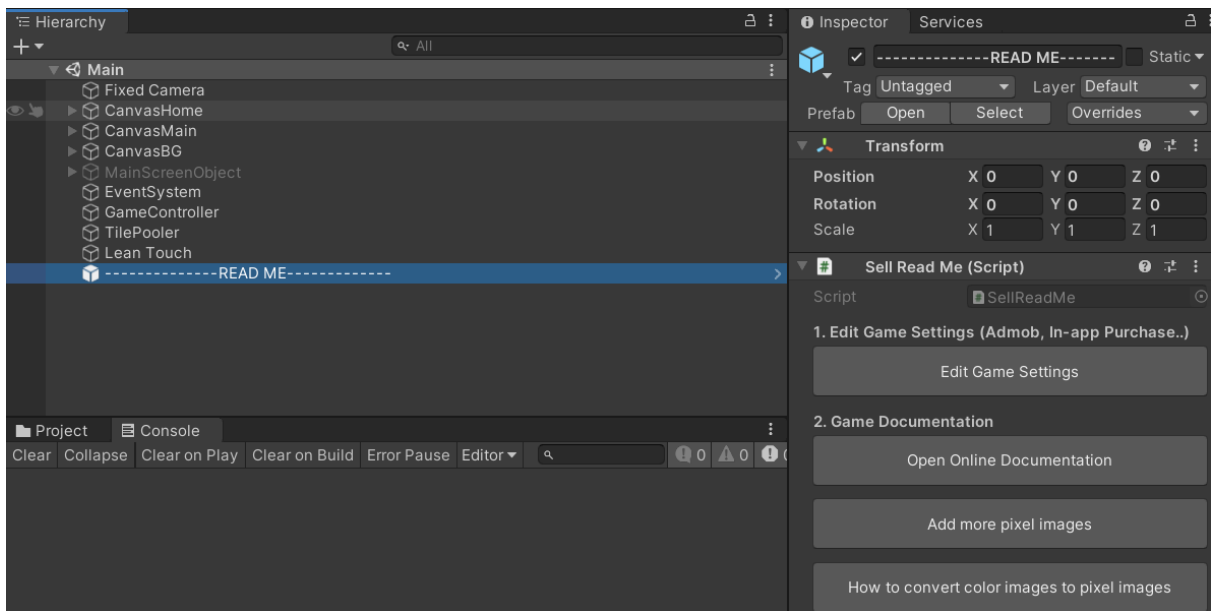 Hierarchy
All
Main
Fixed Camera
CanvasHome
CanvasMain
CanvasBG
MainScreenObject
EventSystem
GameController
TilePooler
Lean Touch
--------------READ ME-------------
Project Console
Clear Collapse Clear on Play Clear on Build Error Pause Editor 0 0
Inspector Services
--------------READ ME------- Static
Tag Untagged Layer Default
Prefab Open Select Overrides
Transform
Position X 0 Y 0 Z 0
Rotation X 0 Y 0 Z 0
Scale X 1 Y 1 Z 1
# Sell Read Me (Script)
Script SellReadMe
1. Edit Game Settings (Admob, In-app Purchase..)
Edit Game Settings
2. Game Documentation
Open Online Documentation
Add more pixel images
How to convert color images to pixel images